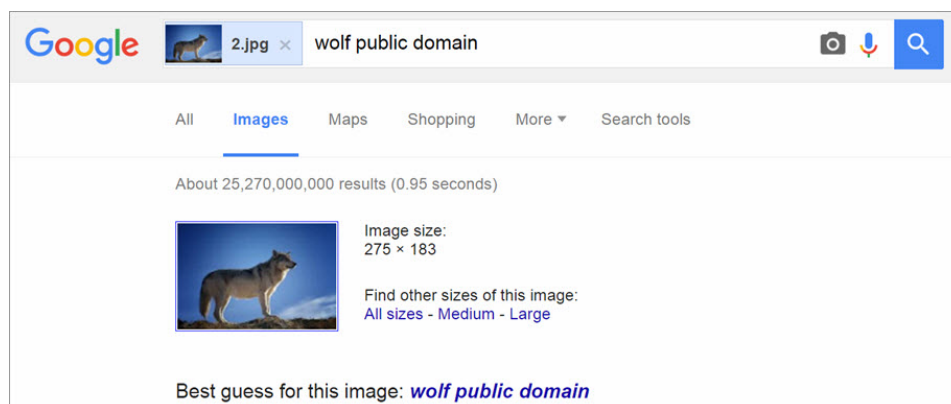 Google 2.jpg × wolf public domain
All Images Maps Shopping More Search tools
About 25,270,000,000 results (0.95 seconds)
Image size:
275 × 183
Find other sizes of this image:
All sizes - Medium - Large
Best guess for this image: wolf public domain